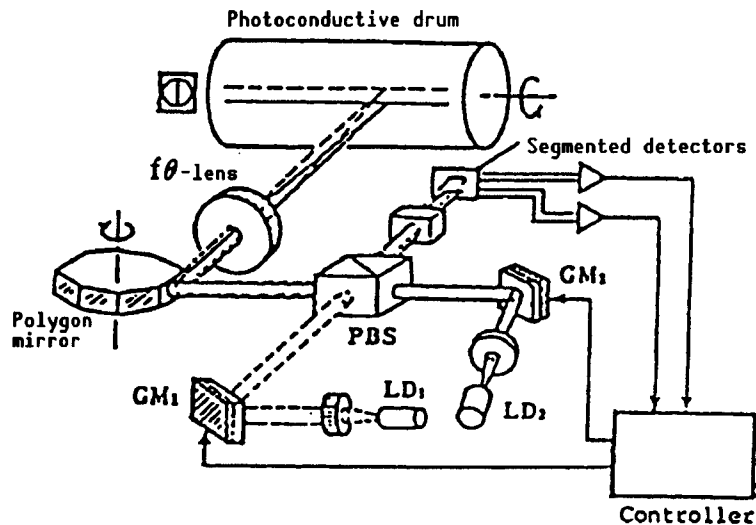 Photoconductive drum
Segmented detectors
fθ-lens
GM₂
Polygon
mirror
PBS
GM₁
LD₁
LD₂
Controller